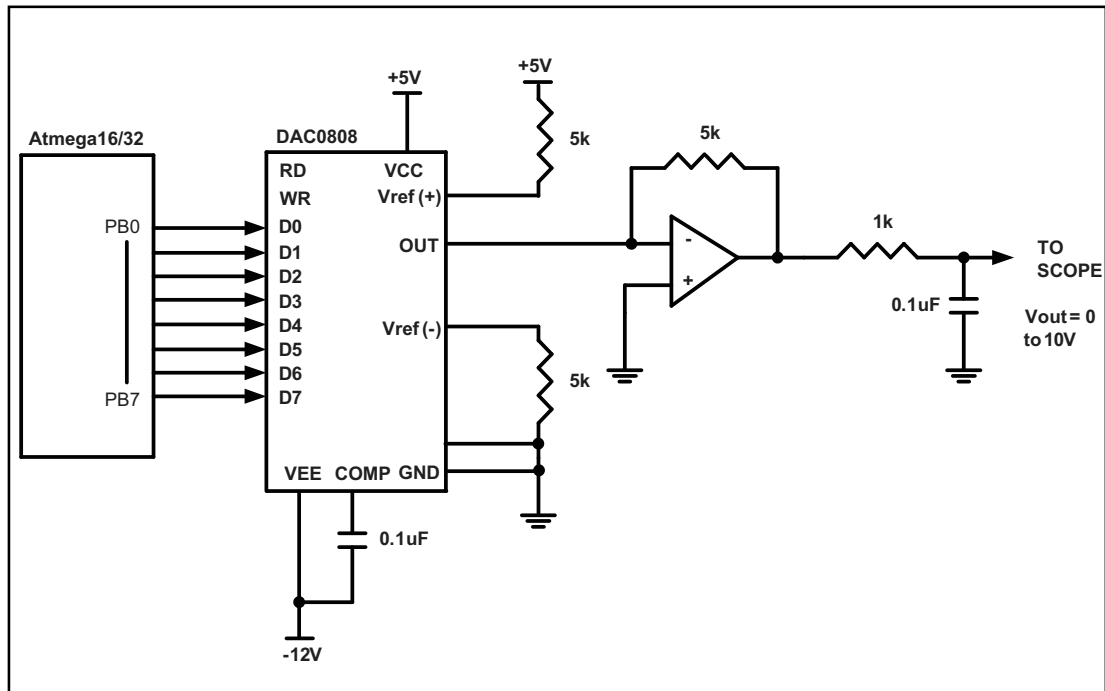 +5V
+5V
Atmega16/32
DAC0808
5k
5k
RD
VCC
WR
Vref (+)
1k
PB0
D0
OUT
-
TO
SCOPE
D1
D2
+
D3
0.1uF
Vout = 0
to 10V
D4
Vref (-)
D5
5k
D6
PB7
D7
VEE
COMP
GND
0.1uF
-12V